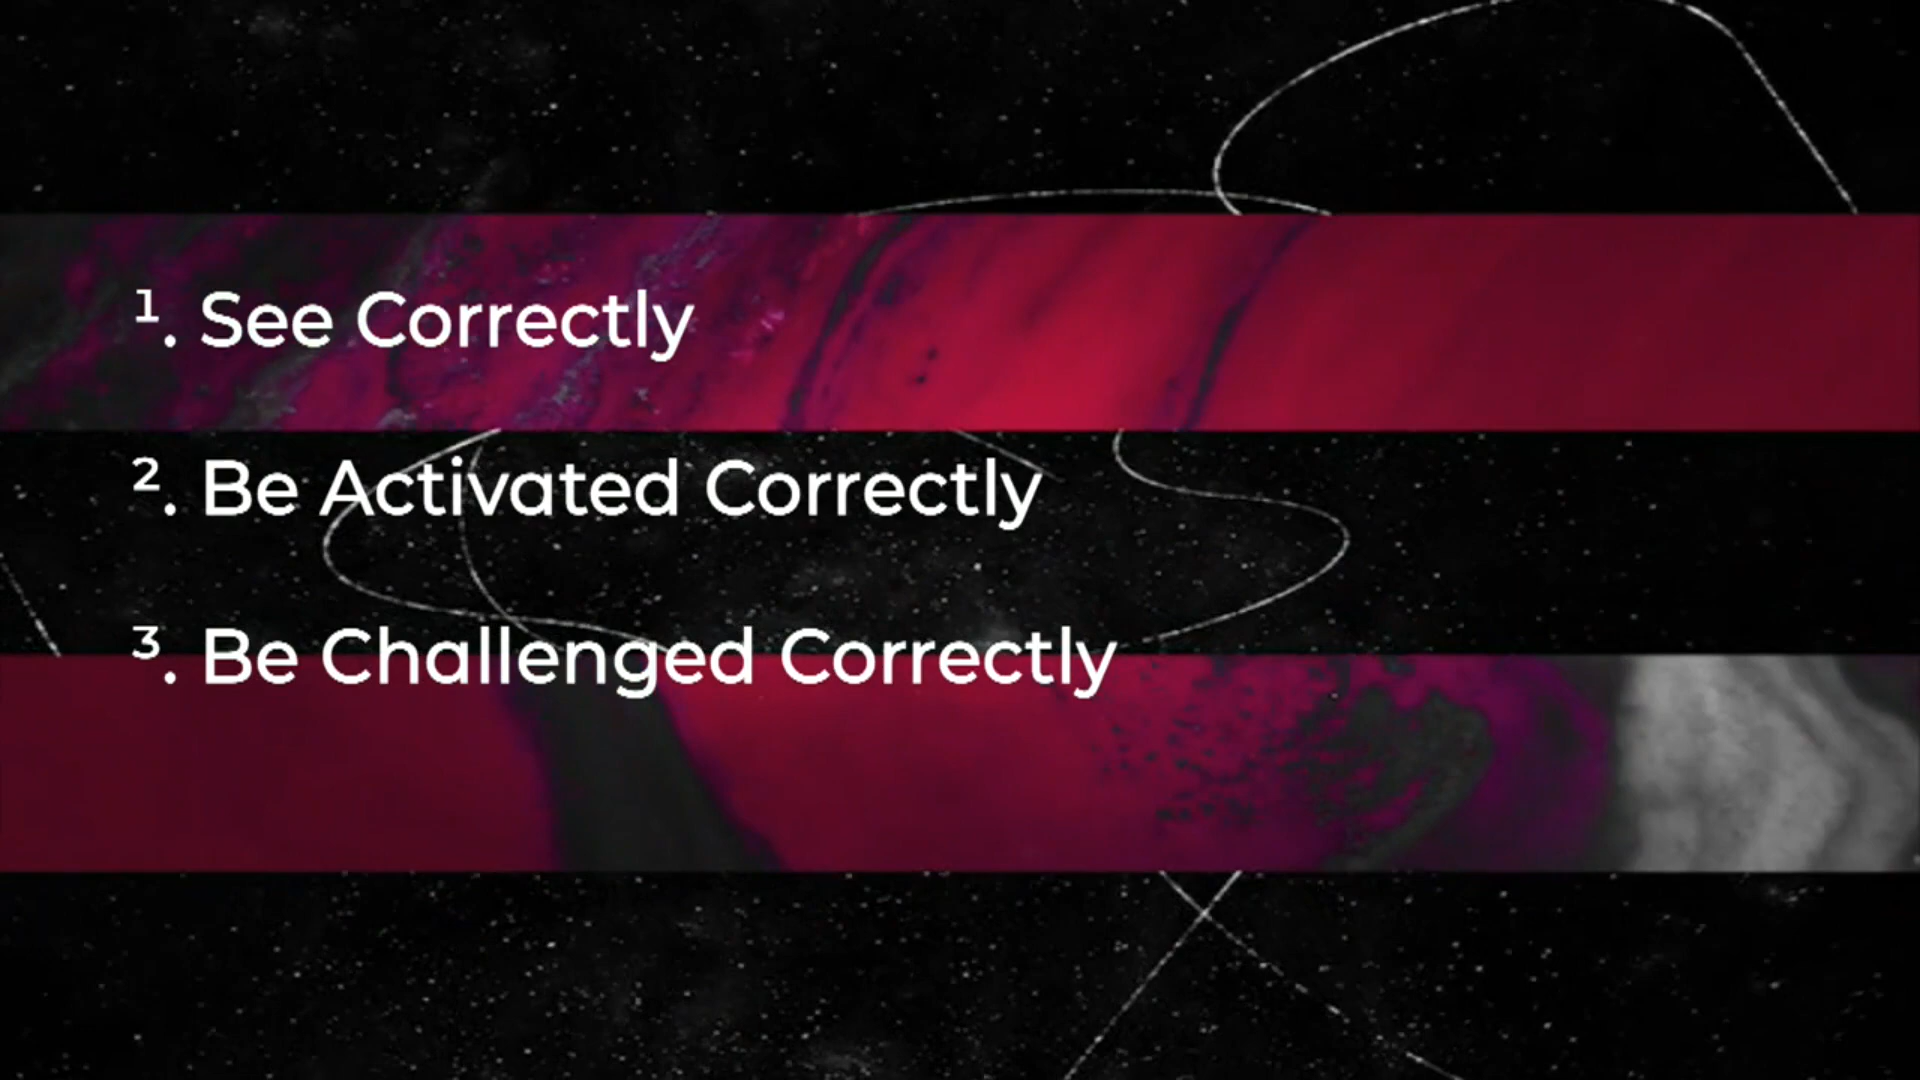 1. See Correctly
2. Be Activated Correctly
3. Be Challenged Correctly